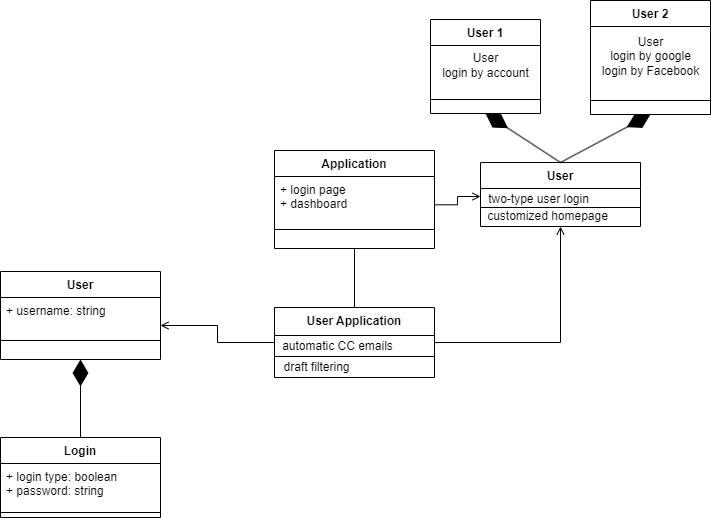 User 1
User
login by account
User 2
User
login by google
login by Facebook
Application
+ login page
+ dashboard
User
two-type user login
customized homepage
User
+ username: string
User Application
automatic CC emails
draft filtering
Login
+ login type: boolean
+ password: string